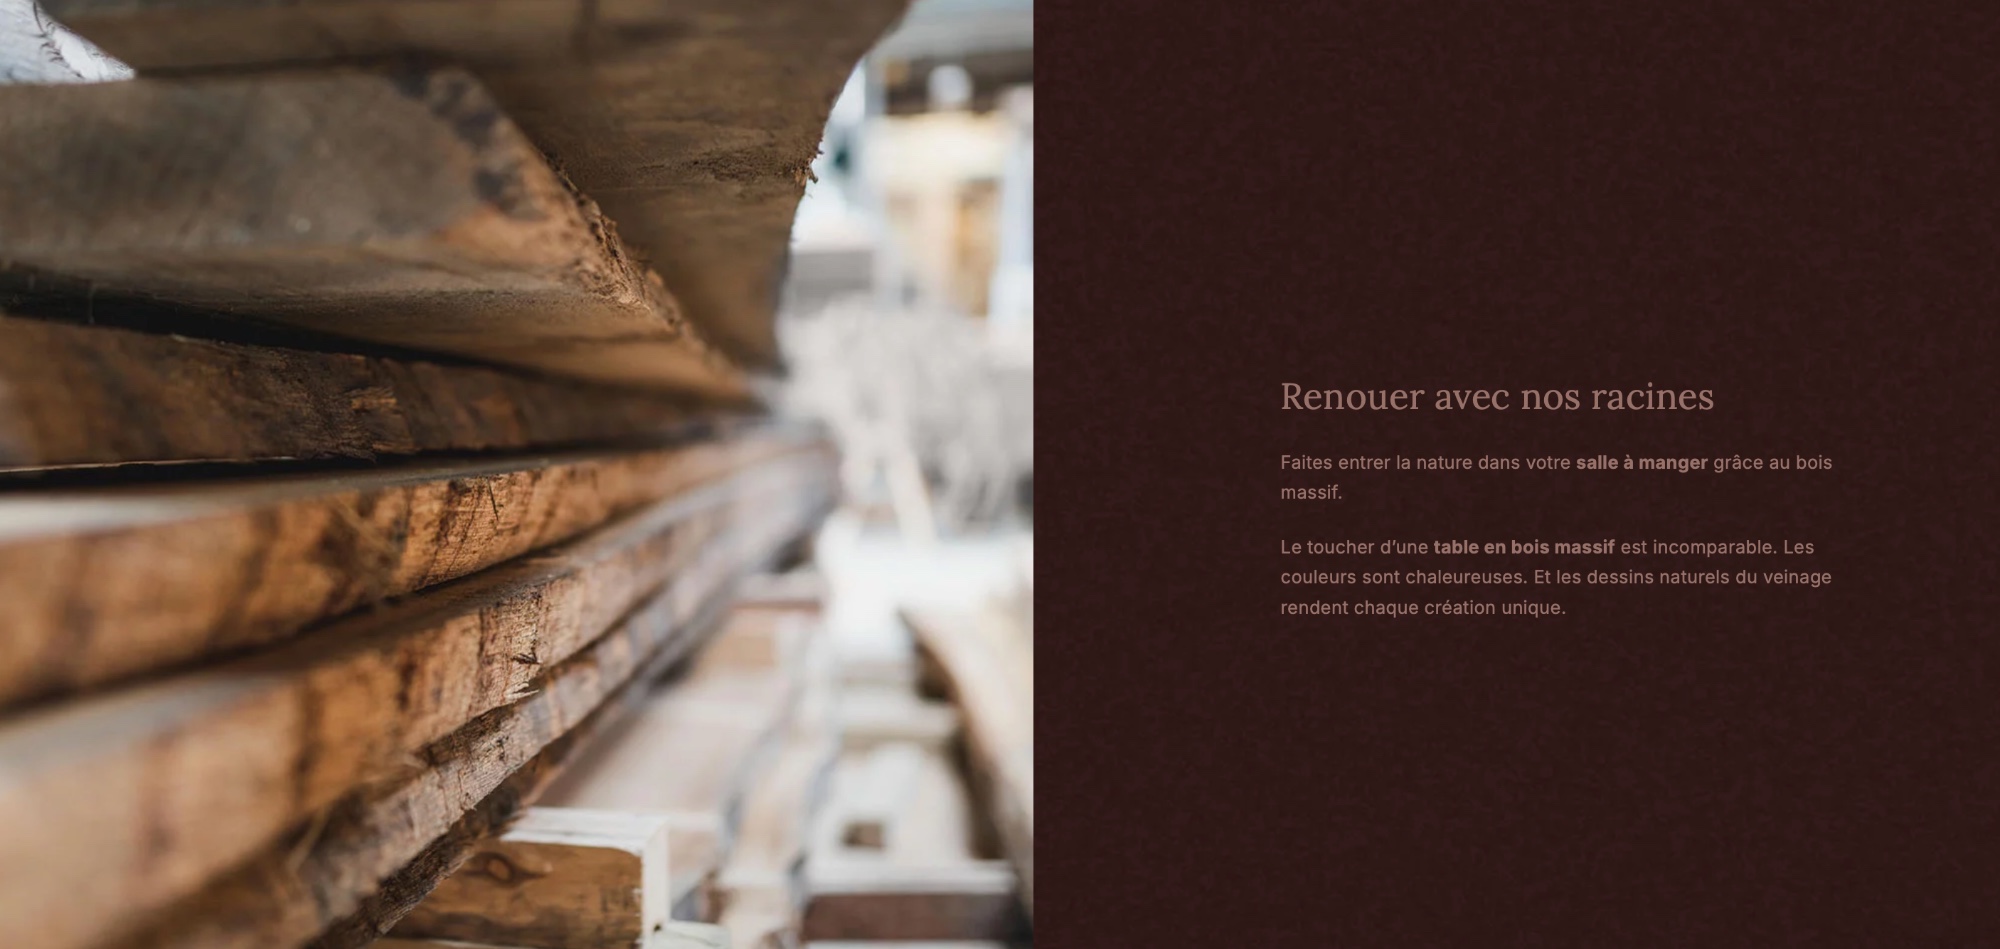 Renouer avec nos racines
Faites entrer la nature dans votre salle à manger grâce au bois
massif.
Le toucher d’une table en bois massif est incomparable. Les
couleurs sont chaleureuses. Et les dessins naturels du veinage
rendent chaque création unique.